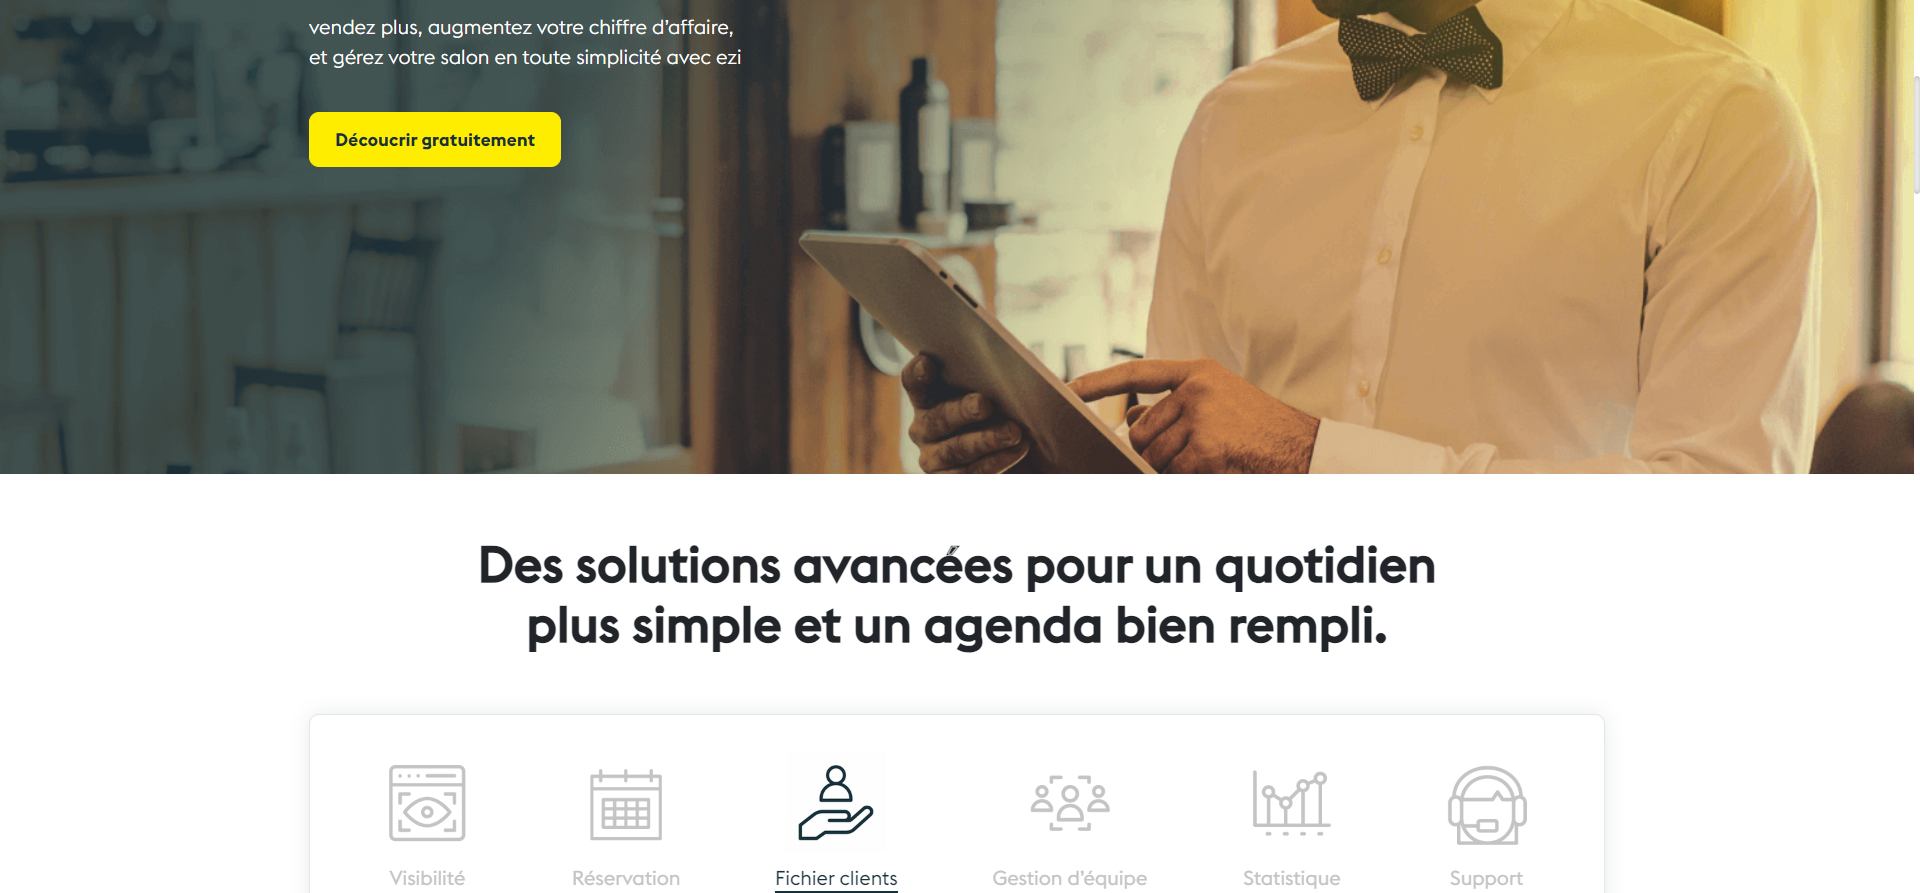 vendez plus, augmentez votre chiffre d'affaire,
et gérez votre salon en toute simplicité avec ezi
Découcrir gratuitement
Des solutions avancées pour un quotidien
plus simple et un agenda bien rempli.
Visibilité
Réservation
Fichier clients
Gestion d'équipe
Statistique
Support